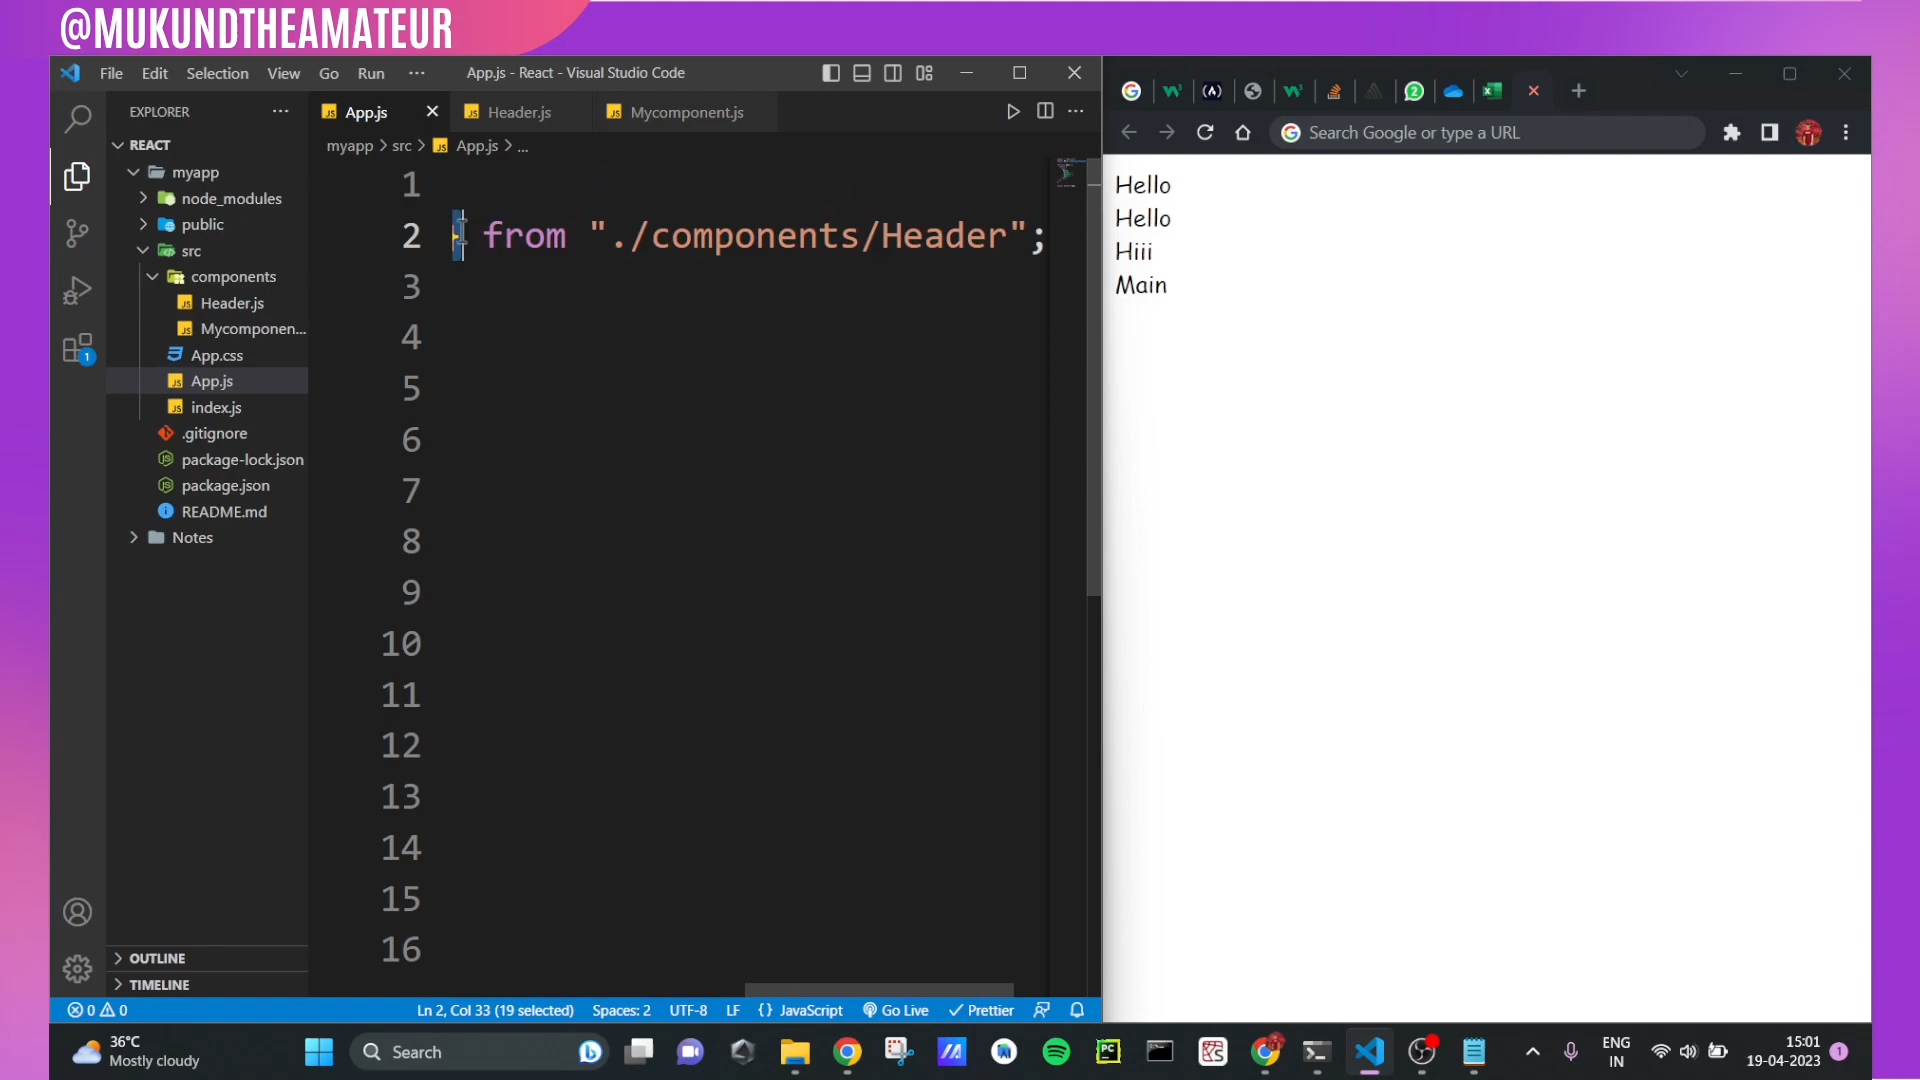 @MUKUNDTHEAMATEUR
File Edit Selection View Go Run ··· App.js - React - Visual Studio Code
EXPLORER ···
App.js Header.js Mycomponent.js
REACT
myapp > src > App.js > ...
myapp
node_modules
public
src
components
Header.js
Mycomponen...
App.css
App.js
index.js
.gitignore
package-lock.json
package.json
README.md
Notes
OUTLINE
TIMELINE
1
2 } from "./components/Header";
3
4
5
6
7
8
9
10
11
12
13
14
15
16
1
0 0 Ln 2, Col 33 (19 selected) Spaces: 2 UTF-8 LF {} JavaScript Go Live Prettier
Search Google or type a URL
Hello
Hello
Hiii
Main
36°C
Mostly cloudy
Search
ENG
IN
15:01
19-04-2023
1